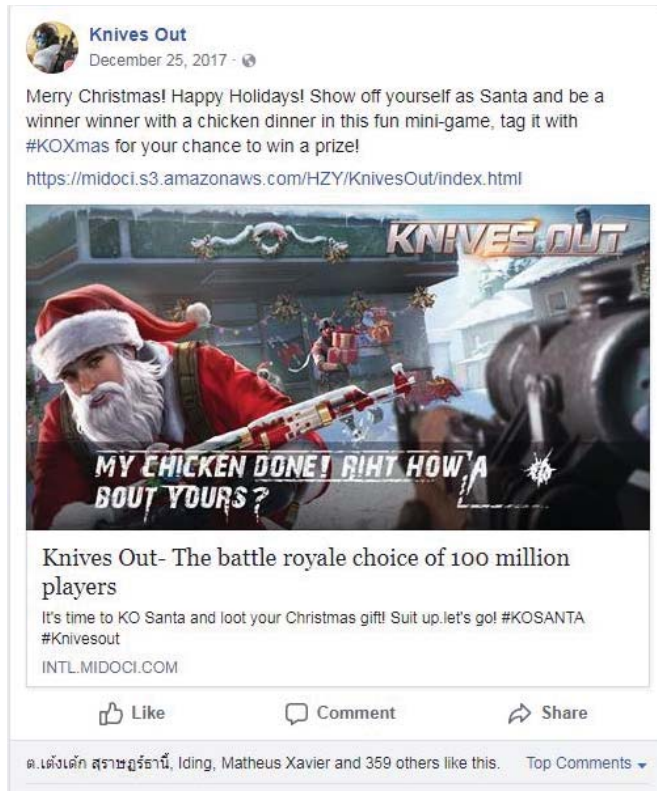 Knives Out
December 25, 2017 ·
Merry Christmas! Happy Holidays! Show off yourself as Santa and be a
winner winner with a chicken dinner in this fun mini-game, tag it with
#KOXmas for your chance to win a prize!
https://midoci.s3.amazonaws.com/HZY/KnivesOut/index.html
KNIVES OUT
MY CHICKEN DONE! RIHT HOW'A
BOUT YOURS?
Knives Out- The battle royale choice of 100 million
players
It's time to KO Santa and loot your Christmas gift! Suit up.let's go! #KOSANTA
#Knivesout
INTL.MIDOCI.COM
Like Comment Share
ต.เต้งเด้ก สุราษฎร์ธานี้, Iding, Matheus Xavier and 359 others like this. Top Comments